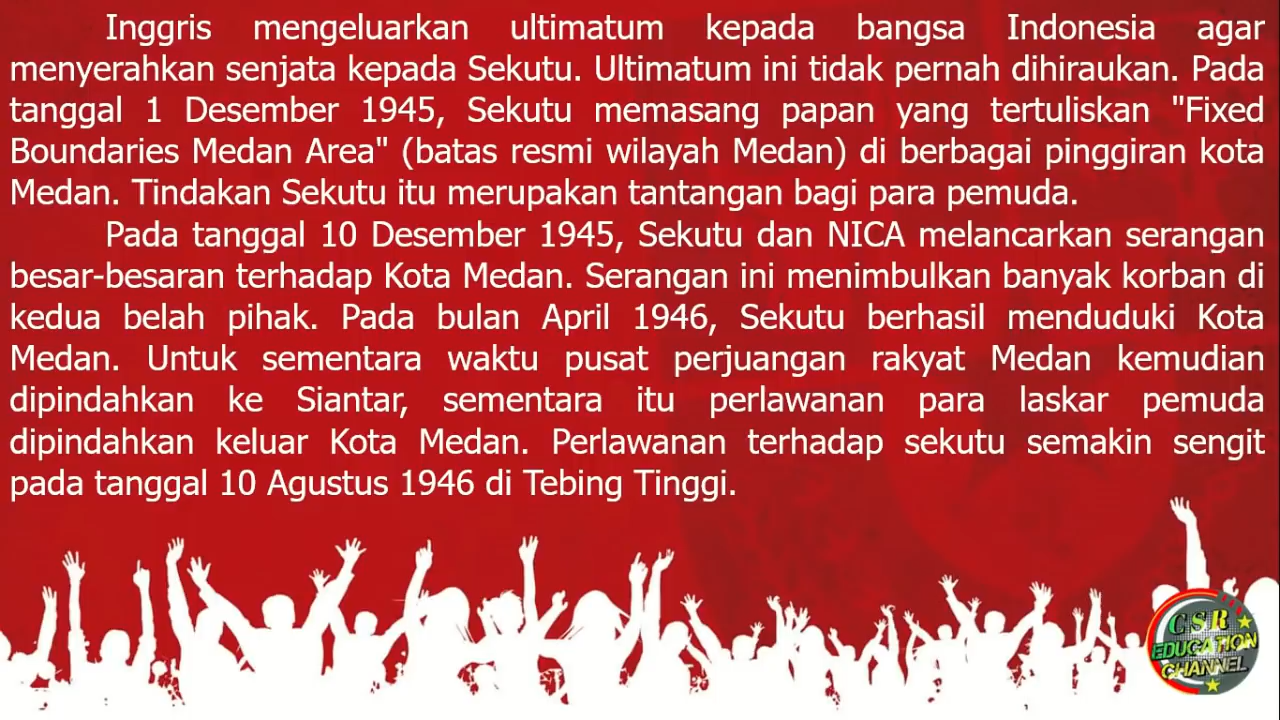 Inggris mengeluarkan ultimatum kepada bangsa Indonesia agar
menyerahkan senjata kepada Sekutu. Ultimatum ini tidak pernah dihiraukan. Pada
tanggal 1 Desember 1945, Sekutu memasang papan yang tertuliskan "Fixed
Boundaries Medan Area" (batas resmi wilayah Medan) di berbagai pinggiran kota
Medan. Tindakan Sekutu itu merupakan tantangan bagi para pemuda.
Pada tanggal 10 Desember 1945, Sekutu dan NICA melancarkan serangan
besar-besaran terhadap Kota Medan. Serangan ini menimbulkan banyak korban di
kedua belah pihak. Pada bulan April 1946, Sekutu berhasil menduduki Kota
Medan. Untuk sementara waktu pusat perjuangan rakyat Medan kemudian
dipindahkan ke Siantar, sementara itu perlawanan para laskar pemuda
dipindahkan keluar Kota Medan. Perlawanan terhadap sekutu semakin sengit
pada tanggal 10 Agustus 1946 di Tebing Tinggi.
CSR
EDUCATION
CHANNEL